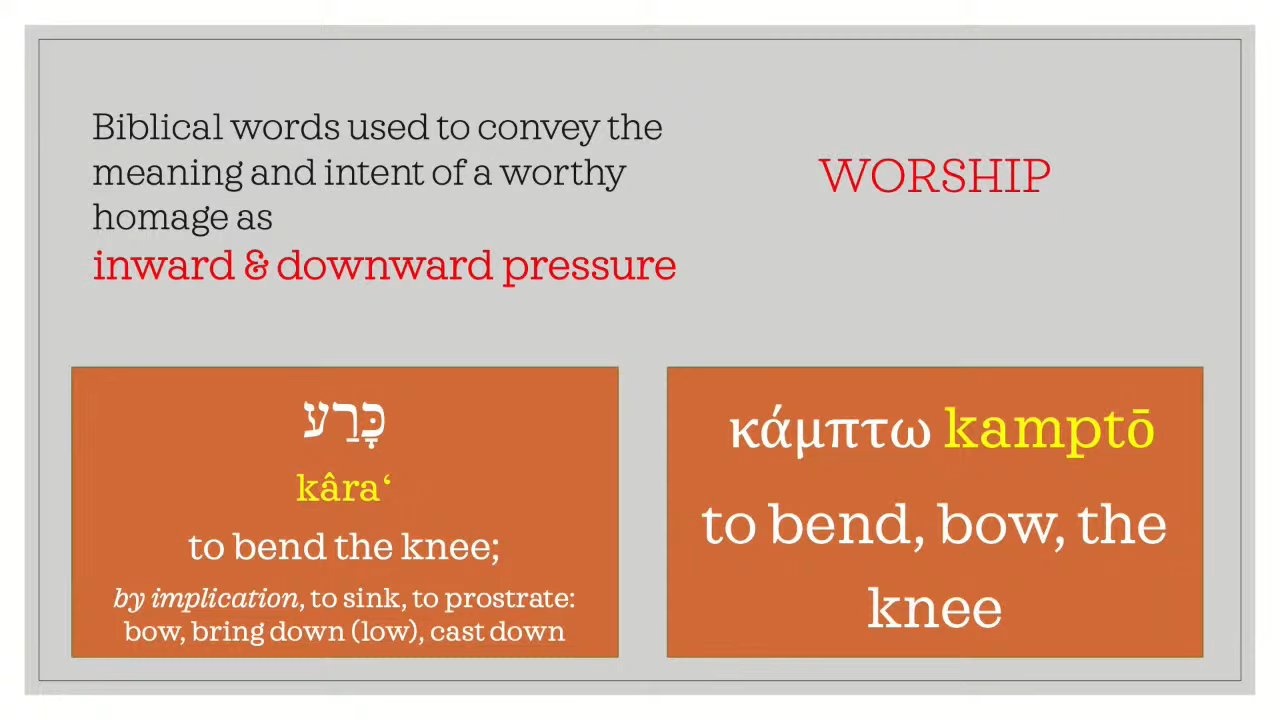 Biblical words used to convey the
meaning and intent of a worthy
homage as
inward & downward pressure
WORSHIP
כָּרַע
kâra‘
to bend the knee;
by implication, to sink, to prostrate:
bow, bring down (low), cast down
κάμπτω kamptō
to bend, bow, the
knee